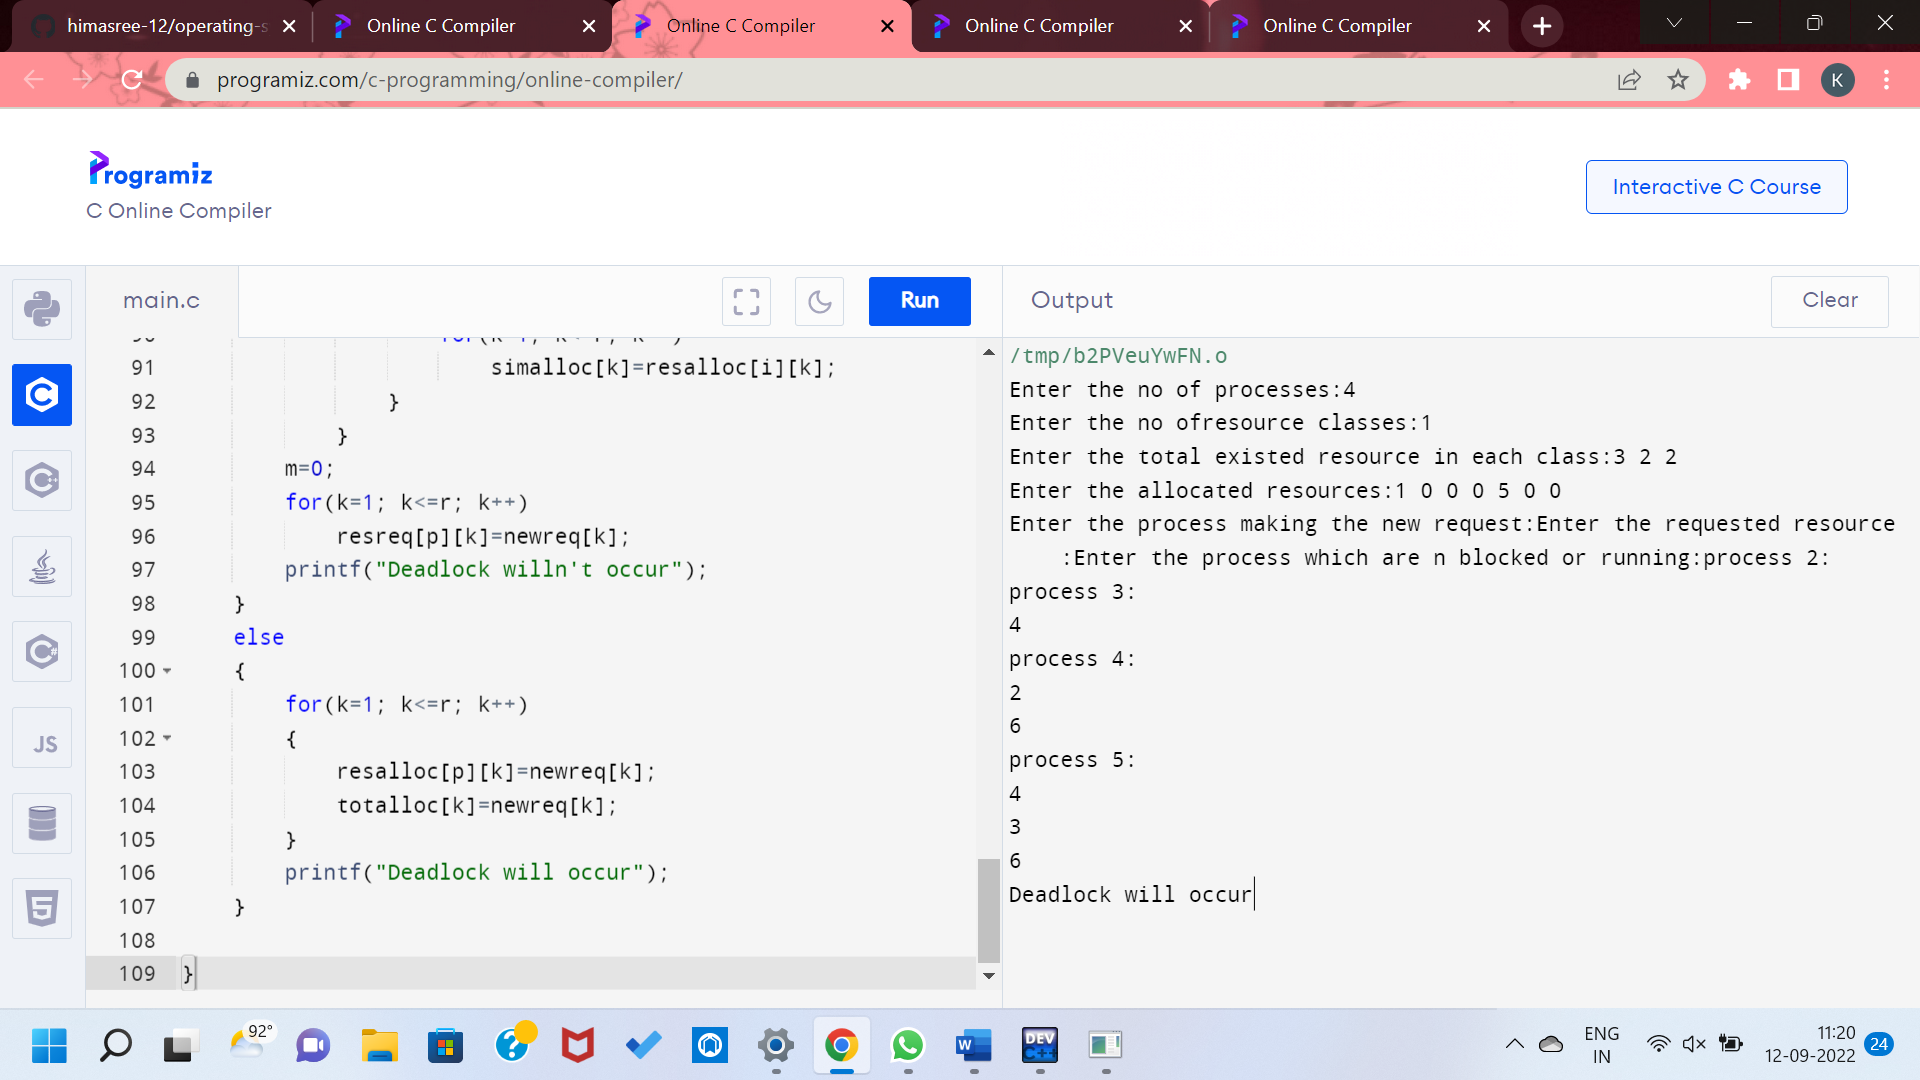 himasree-12/operating-s
Online C Compiler
Online C Compiler
Online C Compiler
Online C Compiler
programiz.com/c-programming/online-compiler/
K
Programiz
C Online Compiler
Interactive C Course
main.c
Run
Output
Clear
91 simalloc[k]=resalloc[i][k];
92 }
93 }
94 m=0;
95 for(k=1; k<=r; k++)
96 resreq[p][k]=newreq[k];
97 printf("Deadlock willn't occur");
98 }
99 else
100 {
101 for(k=1; k<=r; k++)
102 {
103 resalloc[p][k]=newreq[k];
104 totalloc[k]=newreq[k];
105 }
106 printf("Deadlock will occur");
107 }
108
109 }
/tmp/b2PVeuYwFN.o
Enter the no of processes:4
Enter the no ofresource classes:1
Enter the total existed resource in each class:3 2 2
Enter the allocated resources:1 0 0 0 5 0 0
Enter the process making the new request:Enter the requested resource
:Enter the process which are n blocked or running:process 2:
process 3:
4
process 4:
2
6
process 5:
4
3
6
Deadlock will occur
JS
92°
W
DEV
C++
ENG
IN
11:20
12-09-2022
24